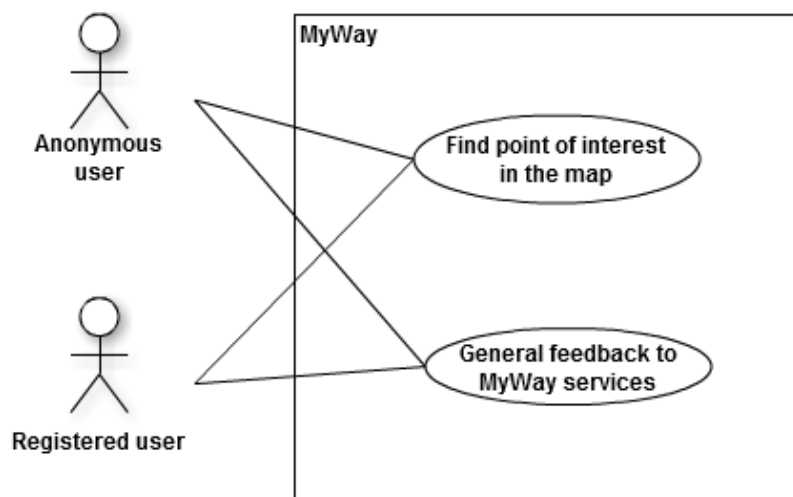 MyWay
Anonymous
user
Find point of interest
in the map
General feedback to
MyWay services
Registered user